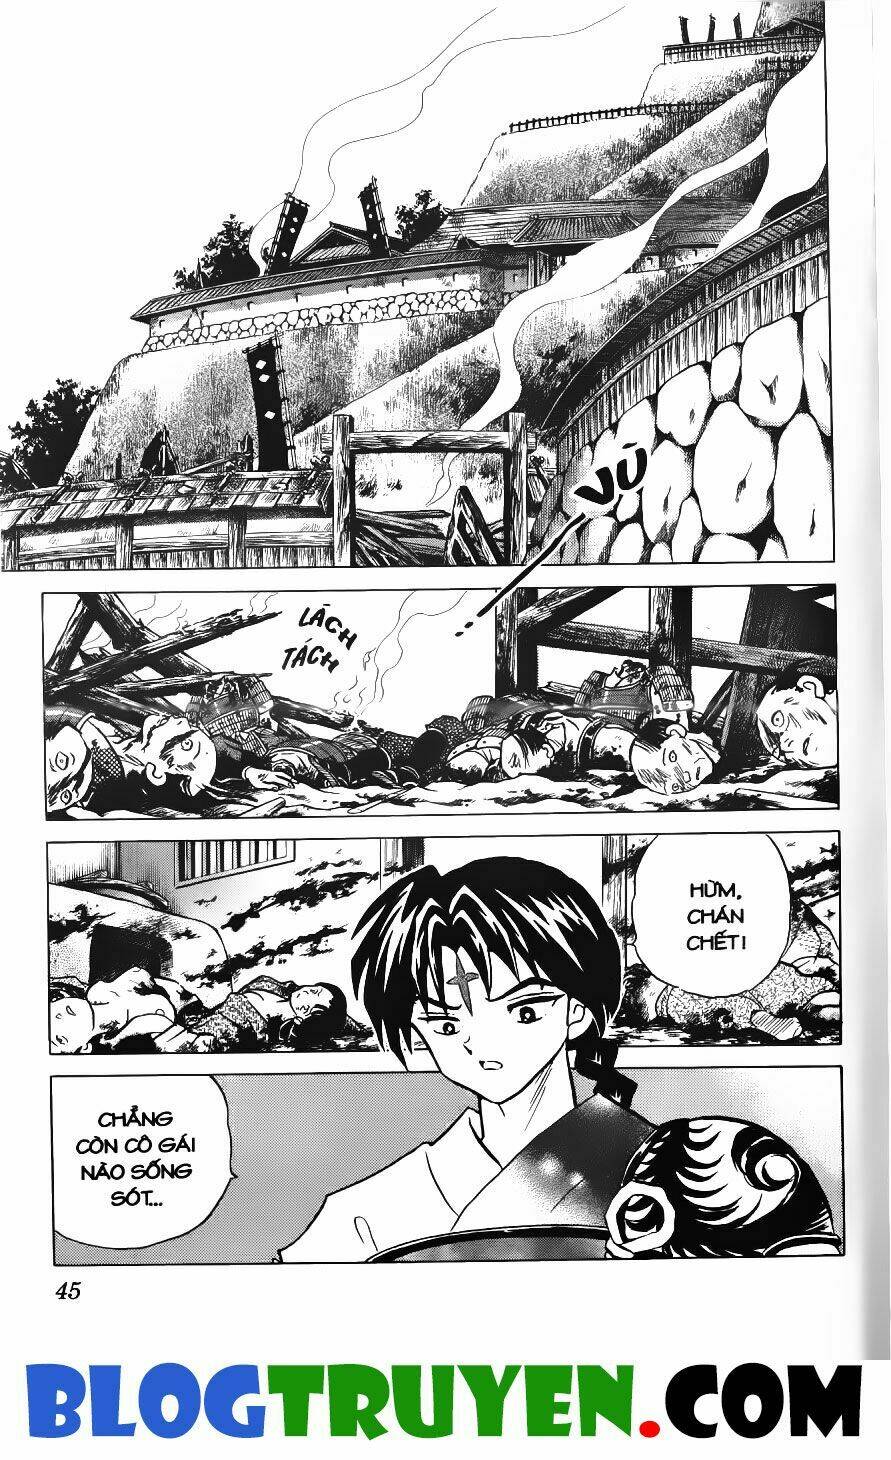 VÙ
LÁCH
TÁCH
HỪM,
CHÁN
CHẾT!
CHẲNG
CÒN CÔ GÁI
NÀO SỐNG
SÓT...
45
BLOGTRUYEN.COM